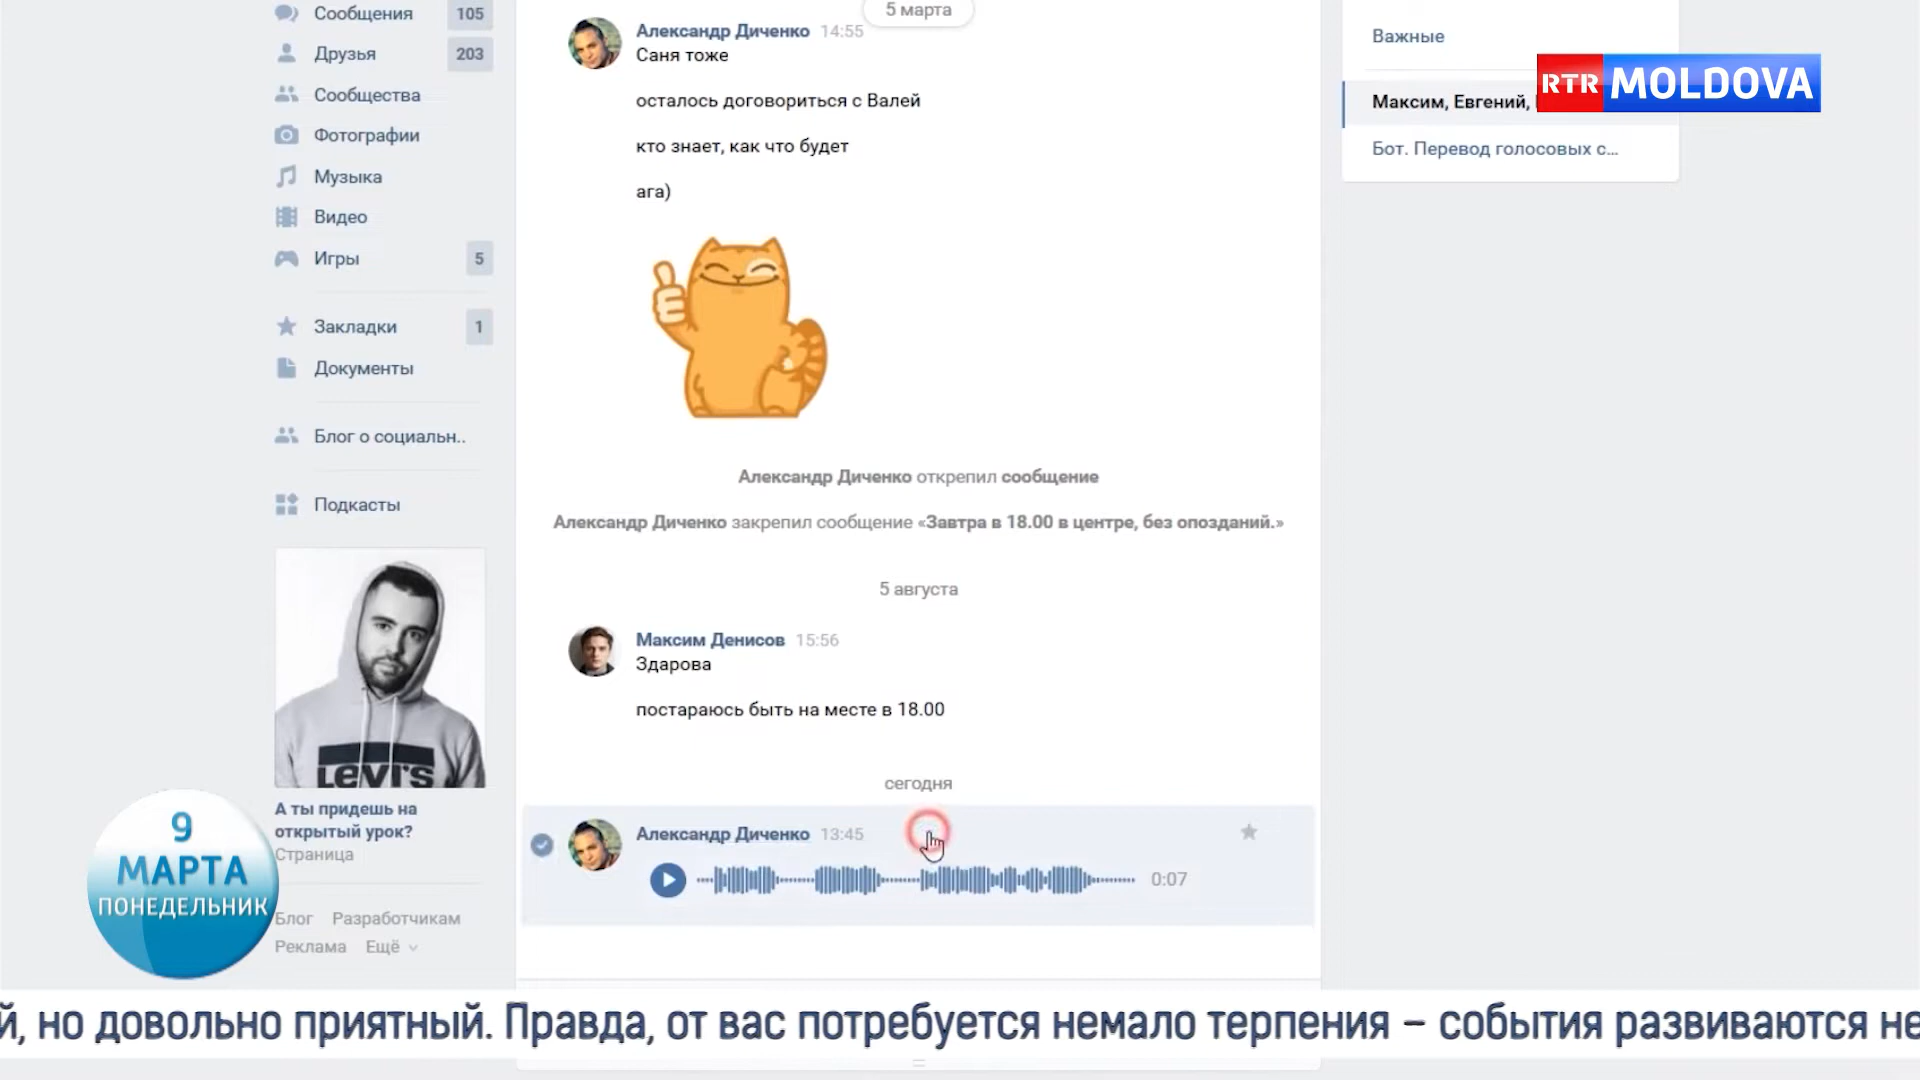 Сообщения 105
Друзья 203
Сообщества
Фотографии
Музыка
Видео
Игры 5
Закладки 1
Документы
Блог о социальн..
Подкасты
LEVI'S
А ты придешь на
открытый урок?
Страница
Блог Разработчикам
Реклама Ещё
9
МАРТА
ПОНЕДЕЛЬНИК
5 марта
Александр Диченко 14:55
Саня тоже
осталось договориться с Валей
кто знает, как что будет
ага)
Александр Диченко открепил сообщение
Александр Диченко закрепил сообщение «Завтра в 18.00 в центре, без опозданий.»
5 августа
Максим Денисов 15:56
Здарова
постараюсь быть на месте в 18.00
сегодня
Александр Диченко 13:45
0:07
Важные
RTR MOLDOVA
Максим, Евгений,
Бот. Перевод голосовых с...
й, но довольно приятный. Правда, от вас потребуется немало терпения – события развиваются не